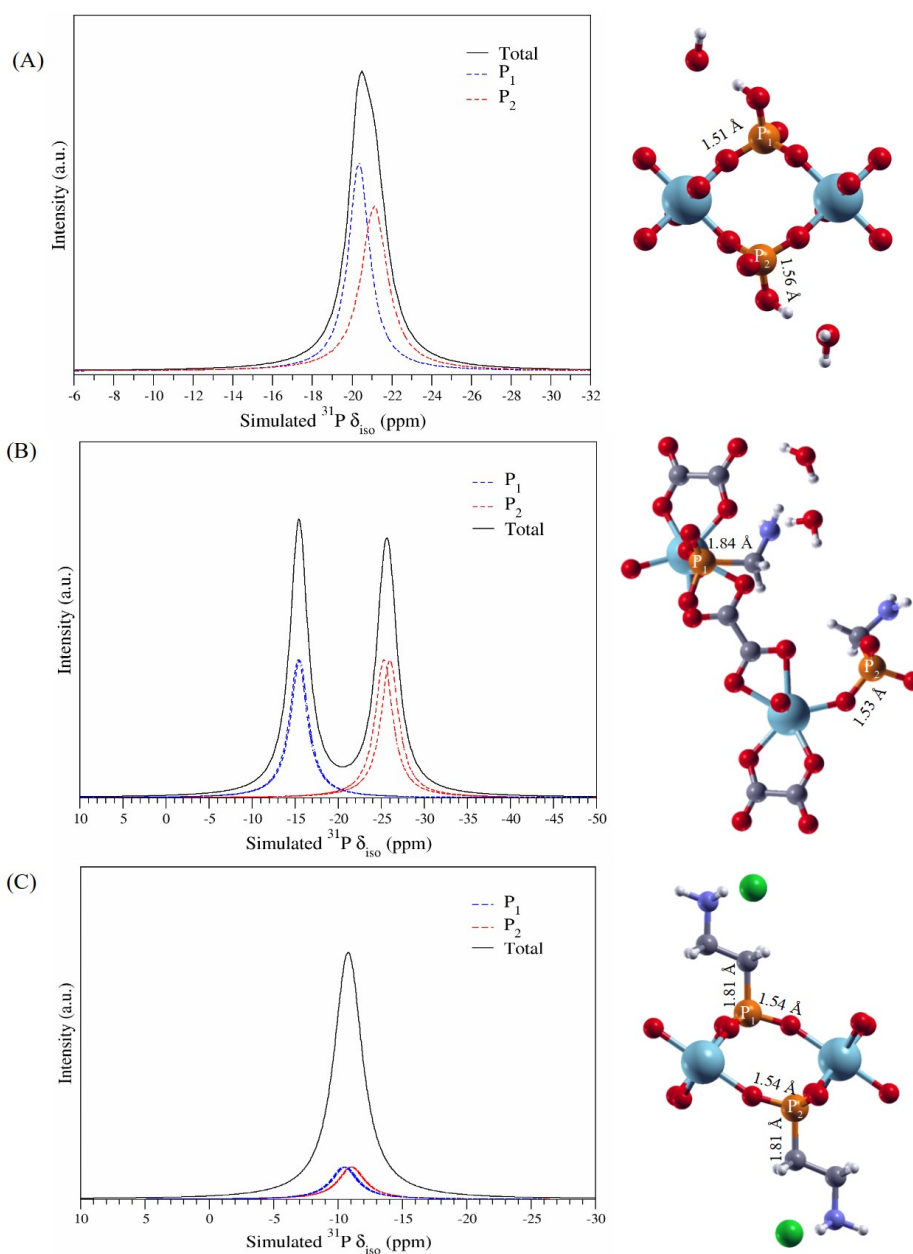 (A)
Total
P1
P2
Intensity (a.u.)
-6 -8 -10 -12 -14 -16 -18 -20 -22 -24 -26 -28 -30 -32
Simulated ³¹P δiso (ppm)
1.51 Å
P1
P2
1.56 Å
(B)
P1
P2
Total
Intensity (a.u.)
10 5 0 -5 -10 -15 -20 -25 -30 -35 -40 -45 -50
Simulated ³¹P δiso (ppm)
1.84 Å
P1
P2
1.53 Å
(C)
P1
P2
Total
Intensity (a.u.)
10 5 0 -5 -10 -15 -20 -25 -30
Simulated ³¹P δiso (ppm)
1.81 Å
1.54 Å
P1
1.54 Å
P2
1.81 Å